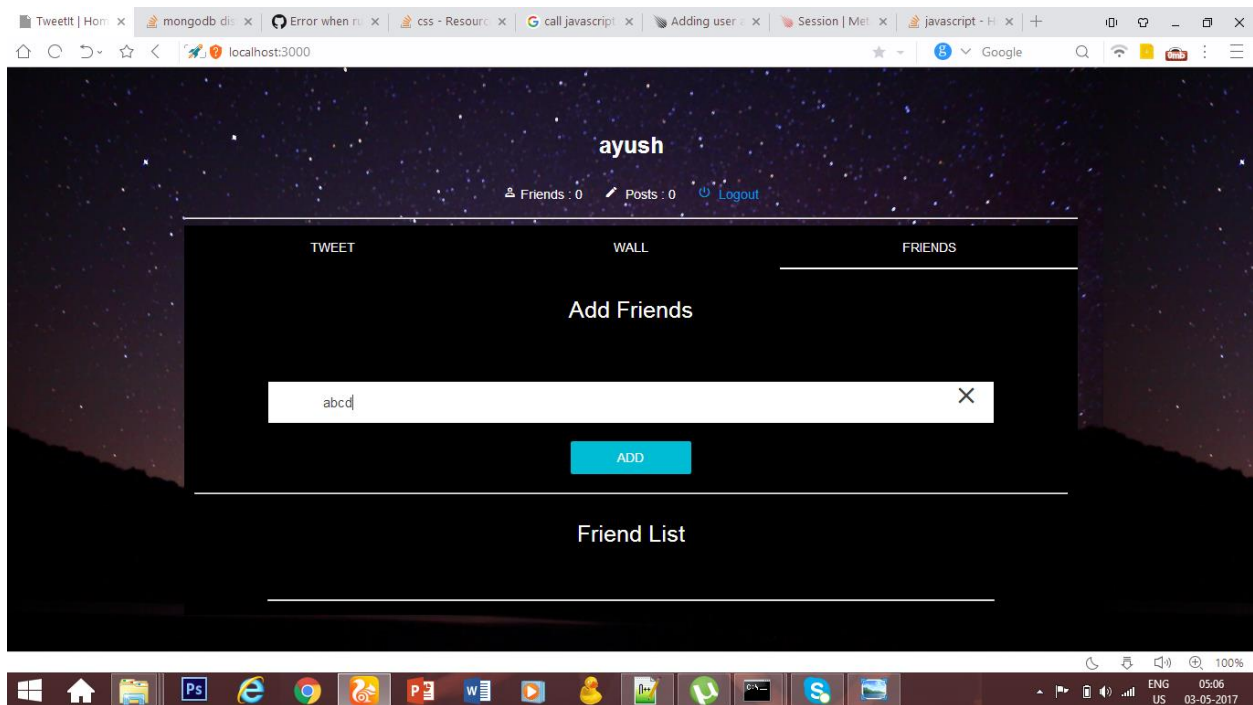 TweetIt | Hom mongodb dis Error when ru css - Resourc call javascript Adding user a Session | Met javascript - H
localhost:3000 Google
ayush
Friends : 0 Posts : 0 Logout
TWEET WALL FRIENDS
Add Friends
abcd
ADD
Friend List
100%
ENG 05:06
US 03-05-2017